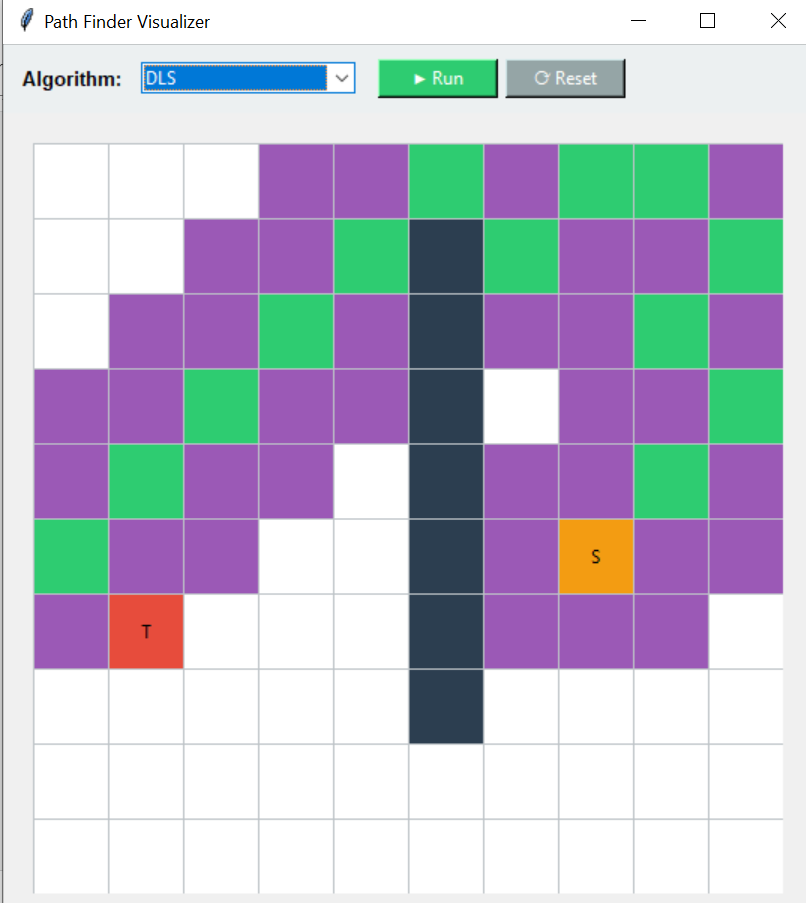 Path Finder Visualizer
Algorithm: DLS ► Run ⟳ Reset
S
T